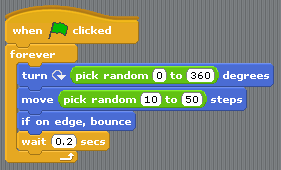 when clicked
forever
turn pick random 0 to 360 degrees
move pick random 10 to 50 steps
if on edge, bounce
wait 0.2 secs